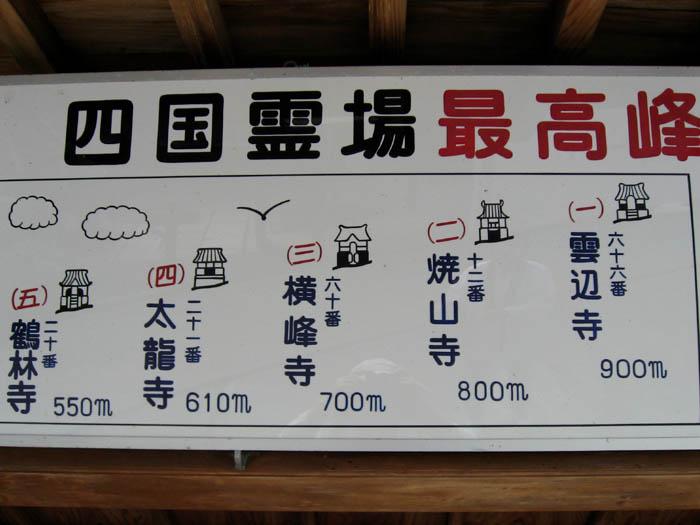 四国霊場最高峰
(一)
六十六番
雲辺寺
900m
(二)
十二番
焼山寺
800m
(三)
六十番
横峰寺
700m
(四)
二十一番
太龍寺
610m
(五)
二十番
鶴林寺
550m